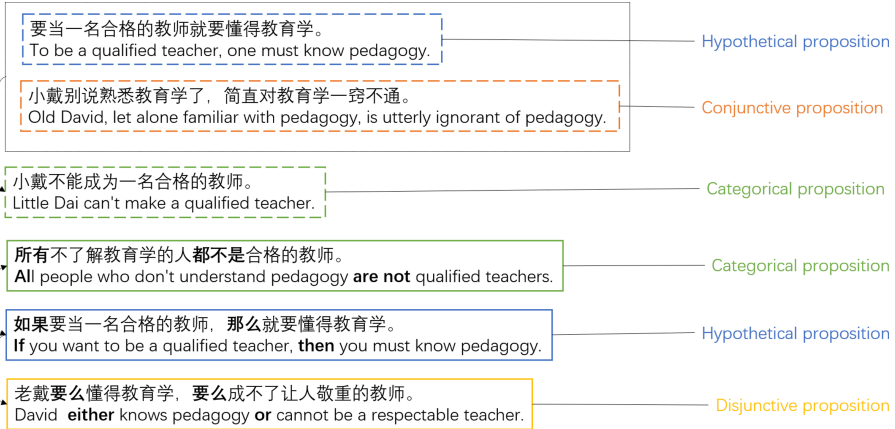 要当一名合格的教师就要懂得教育学。
To be a qualified teacher, one must know pedagogy.
Hypothetical proposition
小戴别说熟悉教育学了，简直对教育学一窍不通。
Old David, let alone familiar with pedagogy, is utterly ignorant of pedagogy.
Conjunctive proposition
小戴不能成为一名合格的教师。
Little Dai can't make a qualified teacher.
Categorical proposition
所有不了解教育学的人都不是合格的教师。
All people who don't understand pedagogy are not qualified teachers.
Categorical proposition
如果要当一名合格的教师，那么就要懂得教育学。
If you want to be a qualified teacher, then you must know pedagogy.
Hypothetical proposition
老戴要么懂得教育学，要么成不了让人敬重的教师。
David either knows pedagogy or cannot be a respectable teacher.
Disjunctive proposition